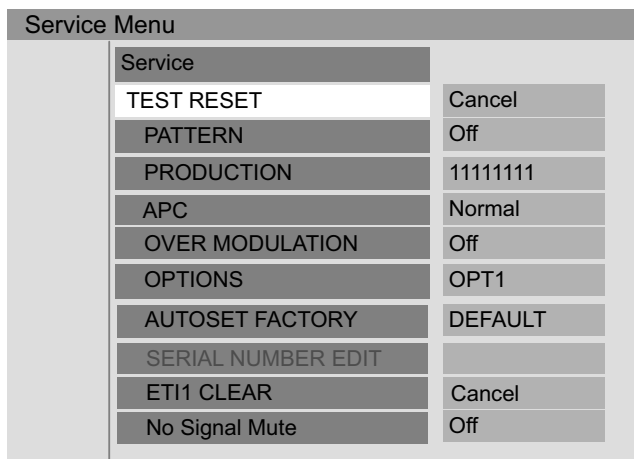 Service Menu
Service
TEST RESET Cancel
PATTERN Off
PRODUCTION 11111111
APC Normal
OVER MODULATION Off
OPTIONS OPT1
AUTOSET FACTORY DEFAULT
SERIAL NUMBER EDIT
ETI1 CLEAR Cancel
No Signal Mute Off